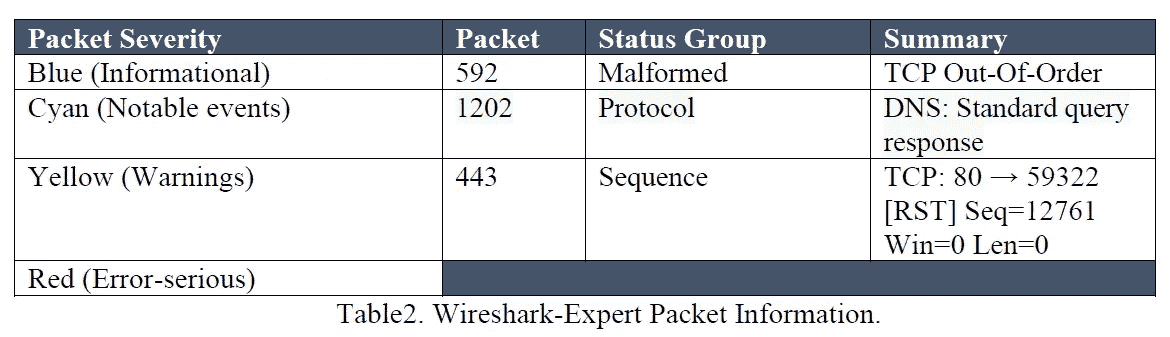 Packet Severity Packet Status Group Summary
Blue (Informational) 592 Malformed TCP Out-Of-Order
Cyan (Notable events) 1202 Protocol DNS: Standard query
response
Yellow (Warnings) 443 Sequence TCP: 80 → 59322
[RST] Seq=12761
Win=0 Len=0
Red (Error-serious)
Table2. Wireshark-Expert Packet Information.